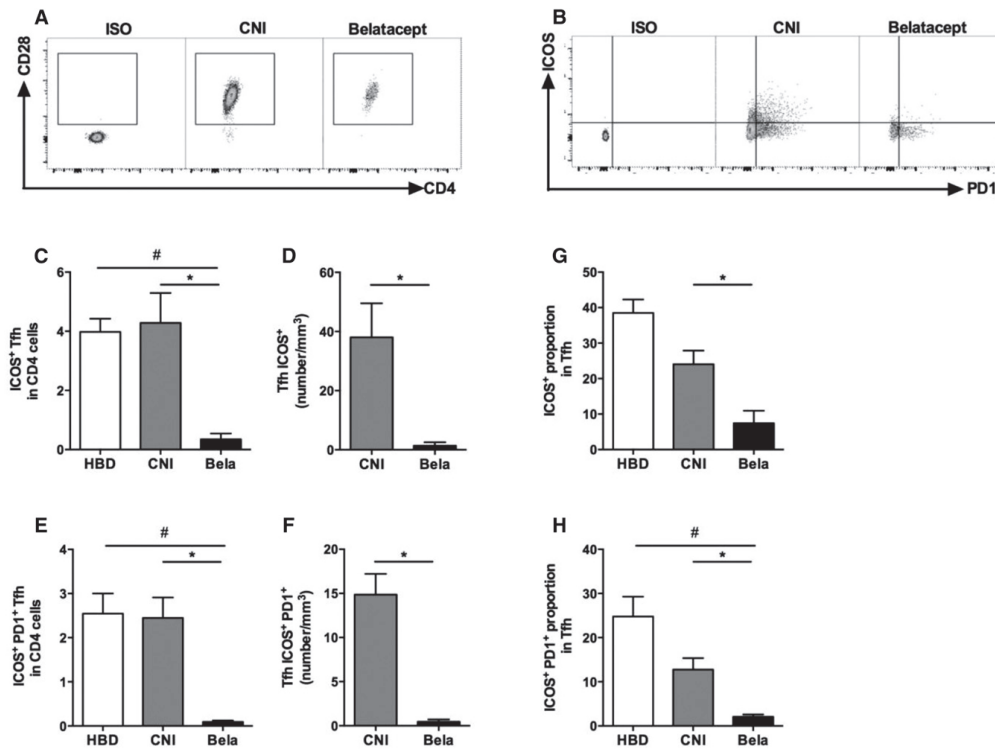 A
ISO CNI Belatacept
CD28
CD4
B
ISO CNI Belatacept
ICOS
PD1
C
ICOS+ Tfh
in CD4 cells
6
4
2
0
#
*
HBD CNI Bela
D
Tfh ICOS+
(number/mm3)
60
40
20
0
*
CNI Bela
G
ICOS+ proportion
in Tfh
50
40
30
20
10
0
*
HBD CNI Bela
E
ICOS+ PD1+ Tfh
in CD4 cells
4
3
2
1
0
#
*
HBD CNI Bela
F
Tfh ICOS+ PD1+
(number/mm3)
20
15
10
5
0
*
CNI Bela
H
ICOS+ PD1+ proportion
in Tfh
40
30
20
10
0
#
*
HBD CNI Bela